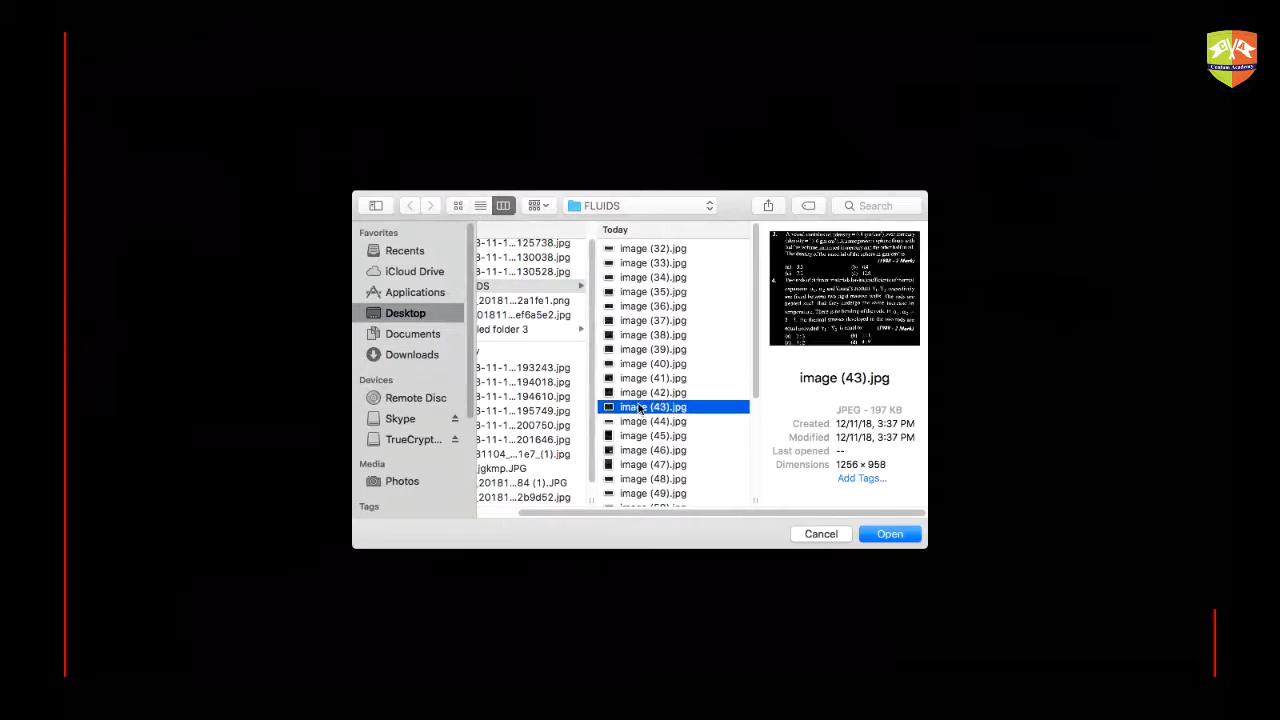 Centum Academy
FLUIDS
Search
Favorites
Recents
iCloud Drive
Applications
Desktop
Documents
Downloads
Devices
Remote Disc
Skype
TrueCrypt...
Media
Photos
Tags
3-11-1...125738.jpg
3-11-1...130038.jpg
3-11-1...130528.jpg
DS
_20181...2a1fe1.png
_201811...ef6a5e2.jpg
led folder 3
3-11-1...193243.jpg
3-11-1...194018.jpg
3-11-1...194610.jpg
3-11-1...195749.jpg
3-11-1...200750.jpg
3-11-1...201646.jpg
81104_...1e7_(1).jpg
jgkmp.JPG
_20181...84 (1).JPG
_20181...2b9d52.jpg
Today
image (32).jpg
image (33).jpg
image (34).jpg
image (35).jpg
image (36).jpg
image (37).jpg
image (38).jpg
image (39).jpg
image (40).jpg
image (41).jpg
image (42).jpg
image (43).jpg
image (44).jpg
image (45).jpg
image (46).jpg
image (47).jpg
image (48).jpg
image (49).jpg
image (43).jpg
JPEG - 197 KB
Created 12/11/18, 3:37 PM
Modified 12/11/18, 3:37 PM
Last opened --
Dimensions 1256 × 958
Add Tags...
Cancel
Open